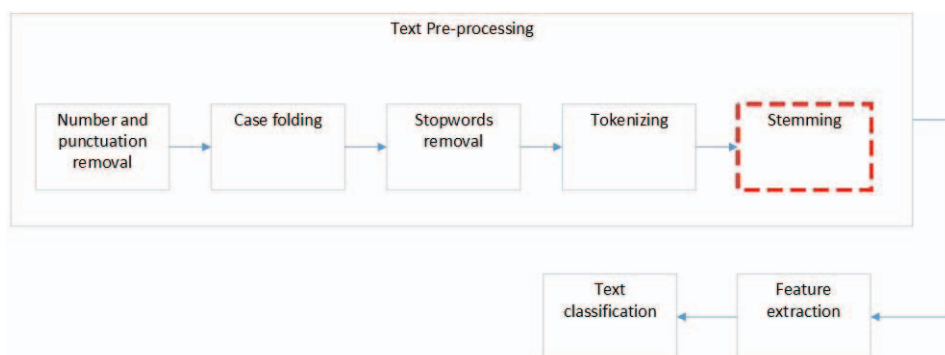 Text Pre-processing
Number and
punctuation
removal
Case folding
Stopwords
removal
Tokenizing
Stemming
Text
classification
Feature
extraction